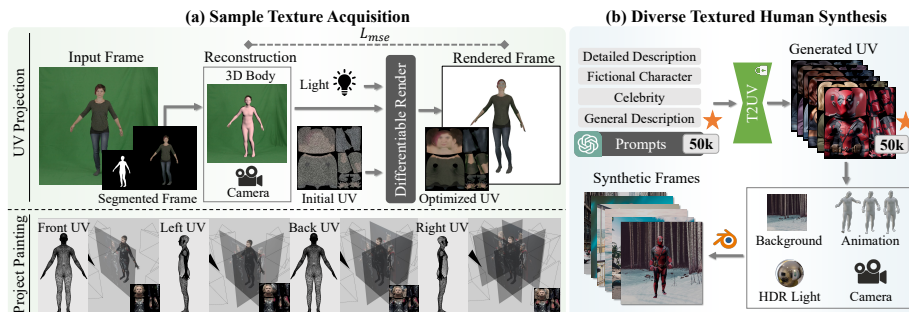 (a) Sample Texture Acquisition
UV Projection
Input Frame
Segmented Frame
Reconstruction
3D Body
Camera
L_mse
Light
Initial UV
Differentiable Render
Rendered Frame
Optimized UV
Project Painting
Front UV
Left UV
Back UV
Right UV
(b) Diverse Textured Human Synthesis
Detailed Description
Fictional Character
Celebrity
General Description
Prompts
50k
T2UV
Generated UV
50k
Synthetic Frames
Background
Animation
HDR Light
Camera